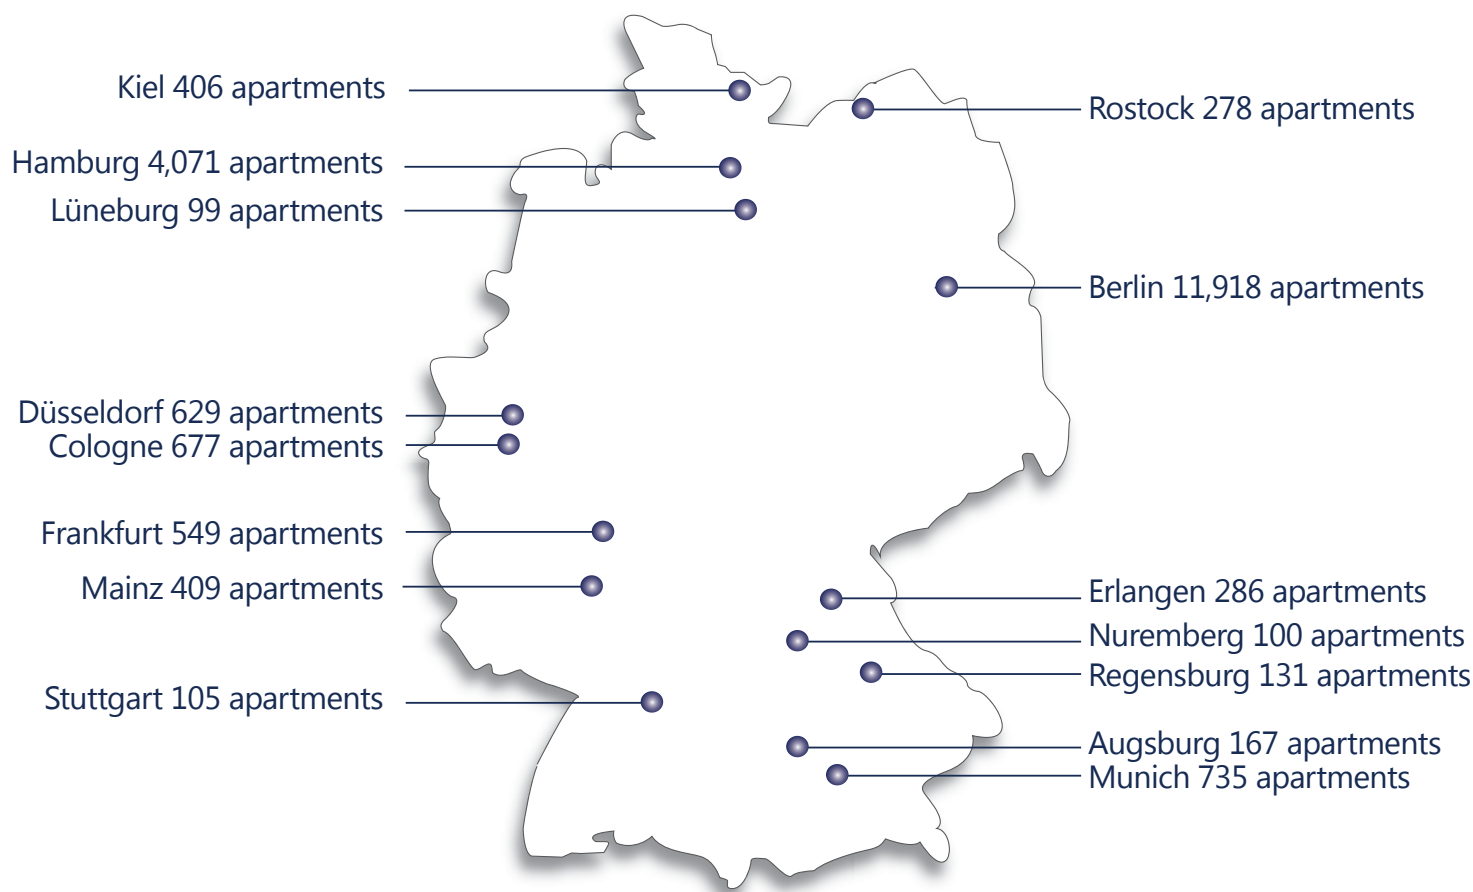 Kiel 406 apartments
Hamburg 4,071 apartments
Lüneburg 99 apartments
Düsseldorf 629 apartments
Cologne 677 apartments
Frankfurt 549 apartments
Mainz 409 apartments
Stuttgart 105 apartments
Rostock 278 apartments
Berlin 11,918 apartments
Erlangen 286 apartments
Nuremberg 100 apartments
Regensburg 131 apartments
Augsburg 167 apartments
Munich 735 apartments